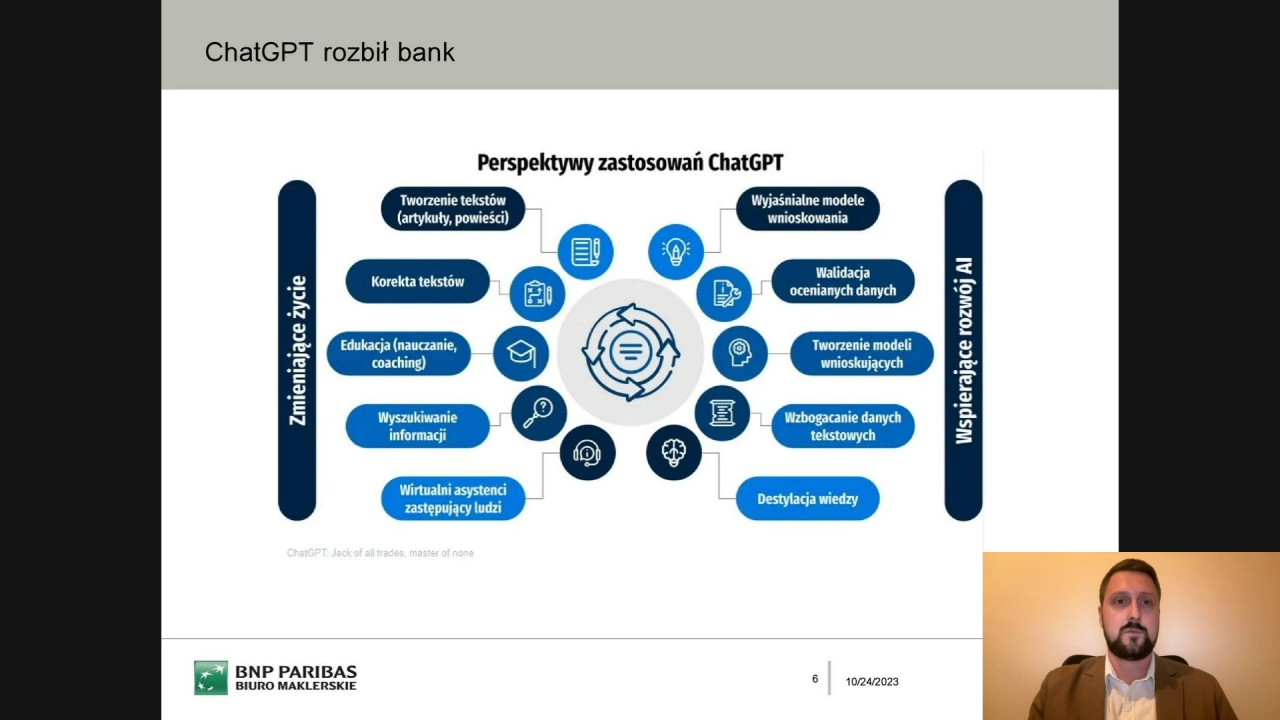 ChatGPT rozbił bank
Perspektywy zastosowań ChatGPT
Zmieniające życie
Tworzenie tekstów
(artykuły, powieści)
Korekta tekstów
Edukacja (nauczanie,
coaching)
Wyszukiwanie
informacji
Wirtualni asystenci
zastępujący ludzi
Wyjaśnialne modele
wnioskowania
Walidacja
ocenianych danych
Tworzenie modeli
wnioskujących
Wzbogacanie danych
tekstowych
Destylacja wiedzy
Wspierające rozwój AI
ChatGPT: Jack of all trades, master of none
BNP PARIBAS
BIURO MAKLERSKIE
6
10/24/2023